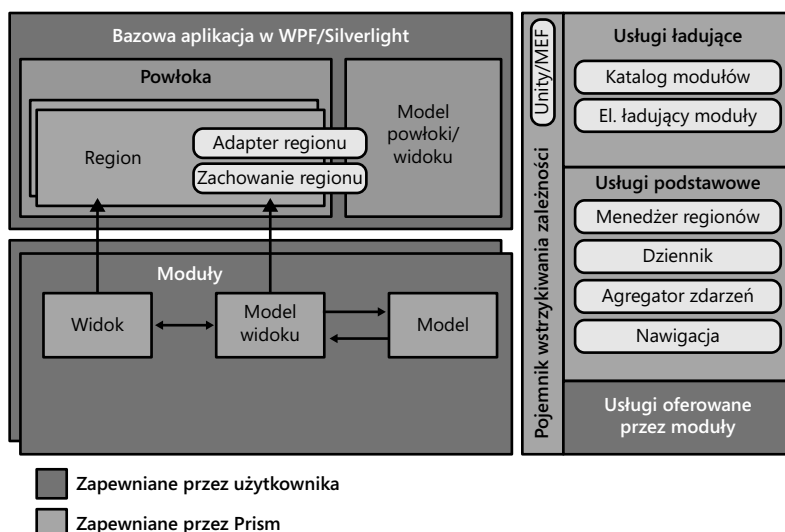 Bazowa aplikacja w WPF/Silverlight
Powłoka
Region
Adapter regionu
Zachowanie regionu
Model
powłoki/
widoku
Moduły
Widok
Model
widoku
Model
Pojemnik wstrzykiwania zależności
Unity/MEF
Usługi ładujące
Katalog modułów
El. ładujący moduły
Usługi podstawowe
Menedżer regionów
Dziennik
Agregator zdarzeń
Nawigacja
Usługi oferowane
przez moduły
Zapewniane przez użytkownika
Zapewniane przez Prism